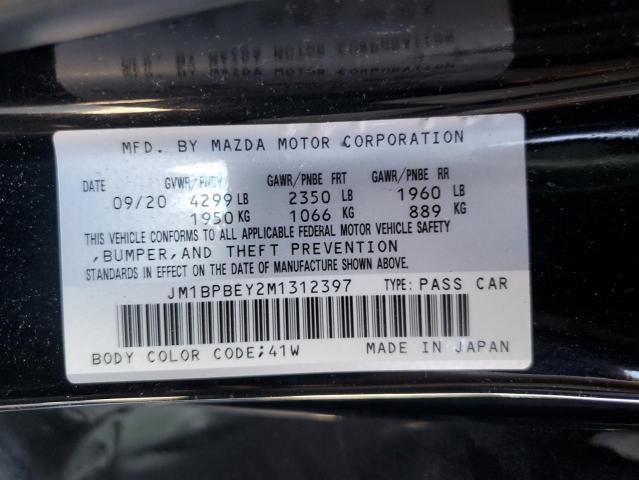 MFD. BY MAZDA MOTOR CORPORATION
DATE GVWR/PNBV GAWR/PNBE FRT GAWR/PNBE RR
09/20 4299 LB 2350 LB 1960 LB
1950 KG 1066 KG 889 KG
THIS VEHICLE CONFORMS TO ALL APPLICABLE FEDERAL MOTOR VEHICLE SAFETY
,BUMPER,AND THEFT PREVENTION
STANDARDS IN EFFECT ON THE DATE OF MANUFACTURE SHOWN ABOVE.
JM1BPBEY2M1312397 TYPE: PASS CAR
BODY COLOR CODE;41W MADE IN JAPAN